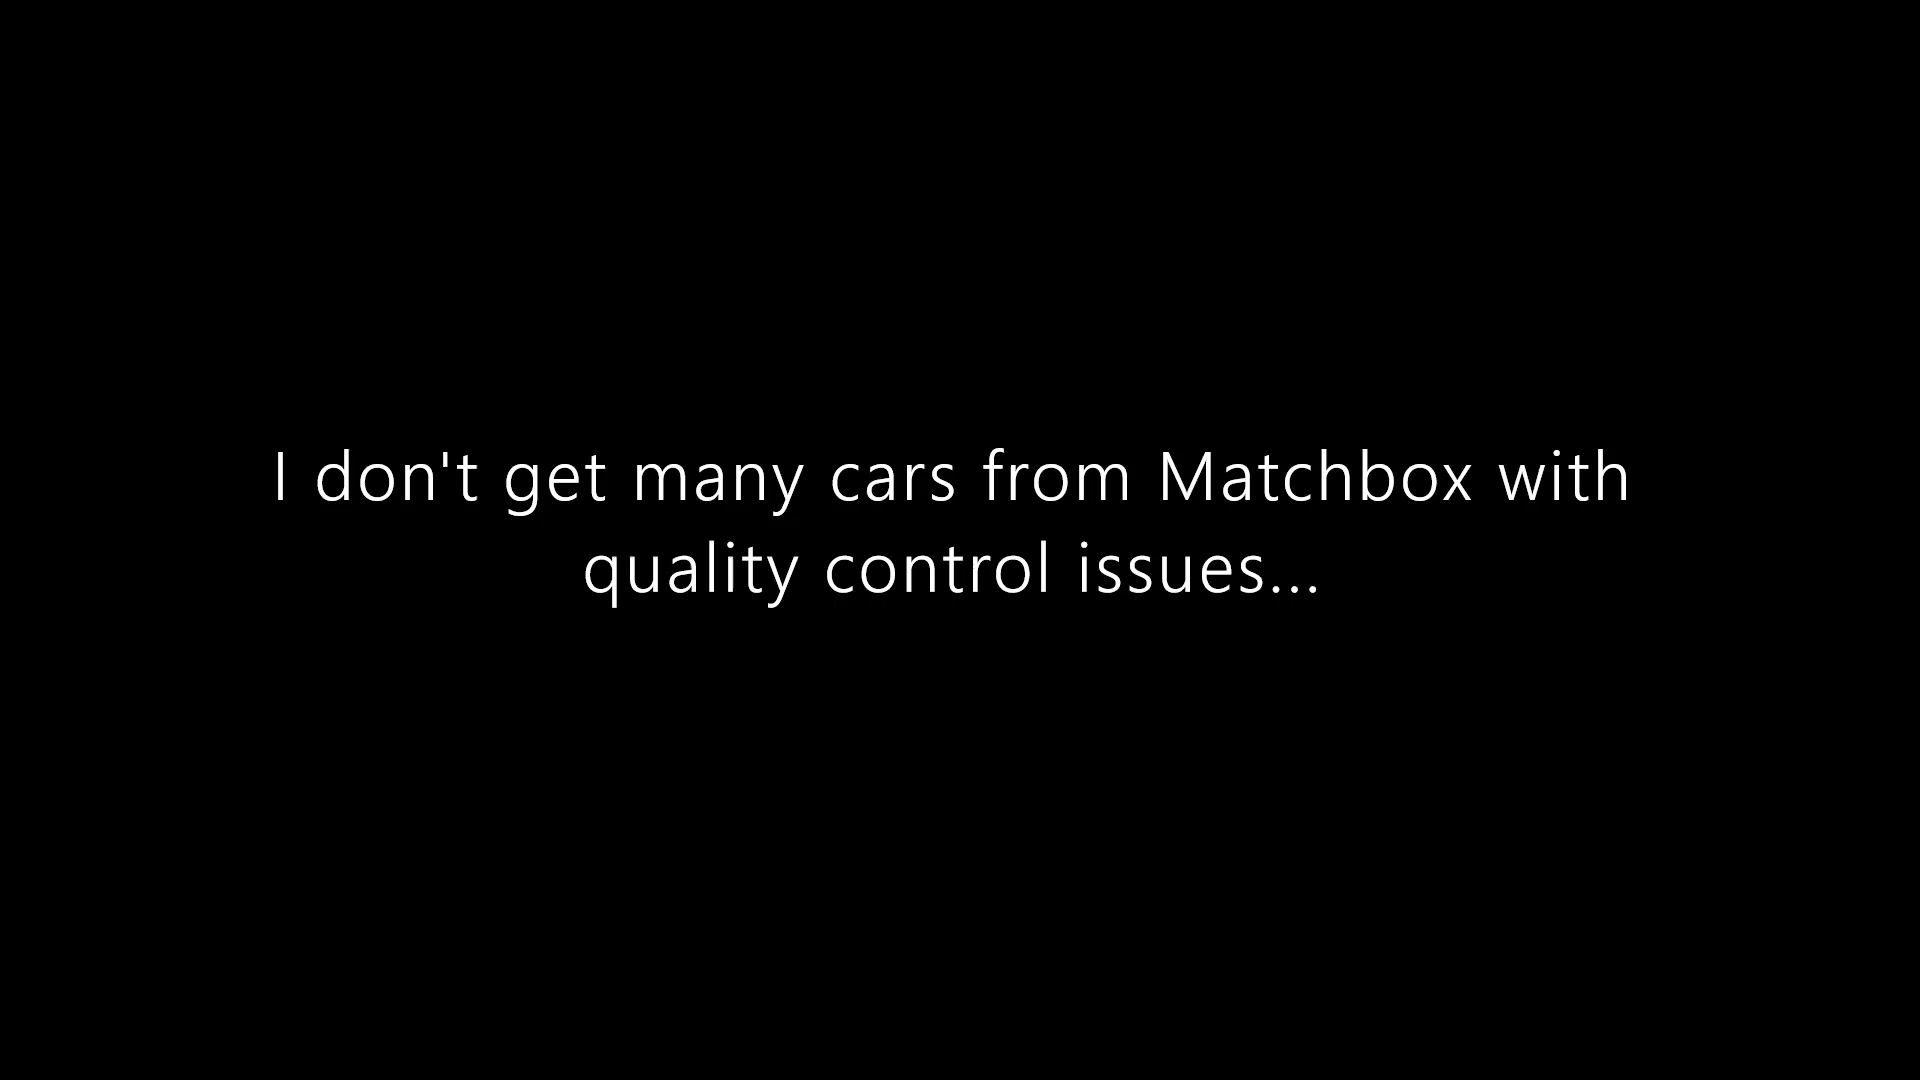 I don't get many cars from Matchbox with
quality control issues...